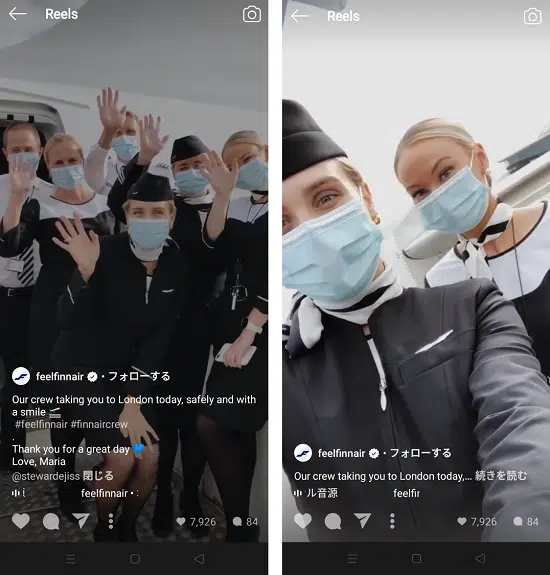 Reels
feelfinnair・フォローする
Our crew taking you to London today, safely and with
a smile
#feelfinnair #finnaircrew
.
Thank you for a great day
Love, Maria
@stewardejiss 閉じる
feelfinnair •
7,926 84
Reels
feelfinnair・フォローする
Our crew taking you to London today,... 続きを読む
ル音源 feelfin
7,926 84